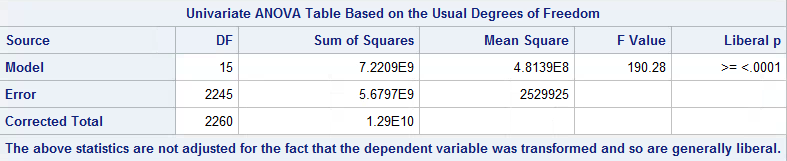 Univariate ANOVA Table Based on the Usual Degrees of Freedom
Source DF Sum of Squares Mean Square F Value Liberal p
Model 15 7.2209E9 4.8139E8 190.28 >= <.0001
Error 2245 5.6797E9 2529925
Corrected Total 2260 1.29E10
The above statistics are not adjusted for the fact that the dependent variable was transformed and so are generally liberal.